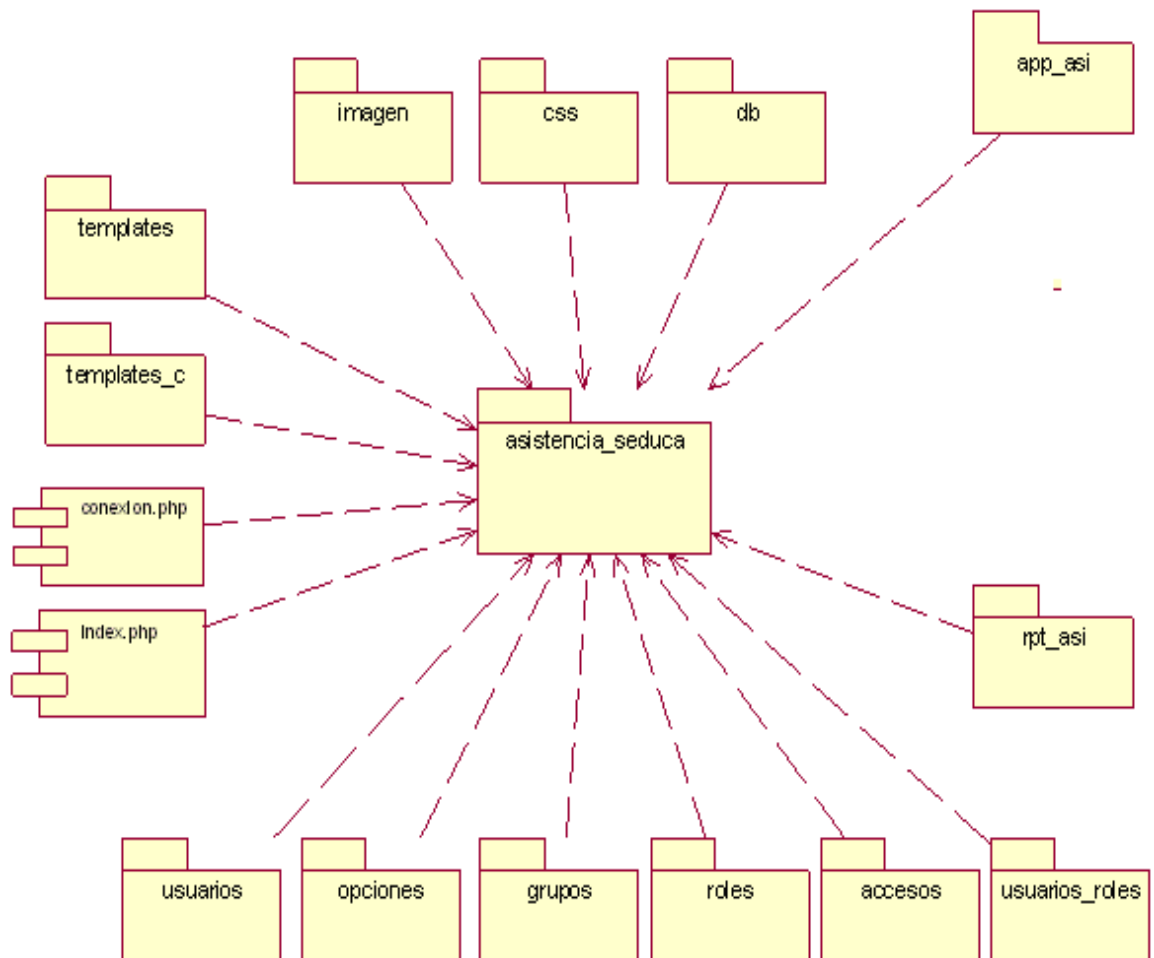 app_asi
imagen
css
db
templates
templates_c
asistencia_seduca
conexion.php
Index.php
rpt_asi
usuarios
opciones
grupos
roles
accesos
usuarios_roles